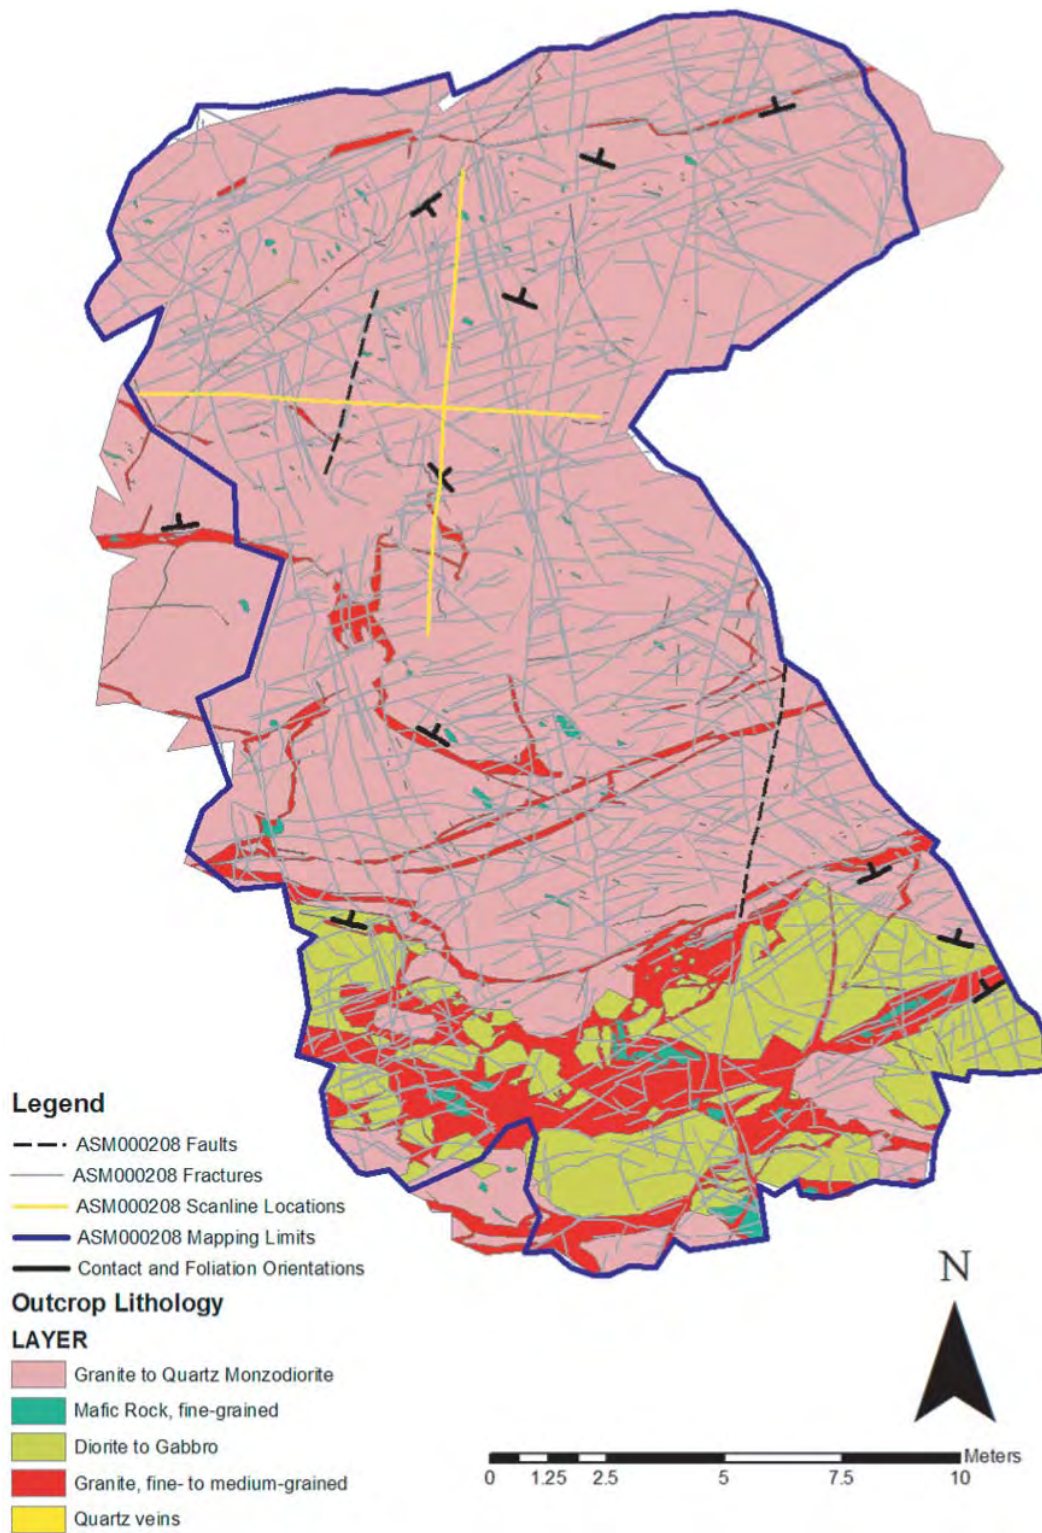 Legend
ASM000208 Faults
ASM000208 Fractures
ASM000208 Scanline Locations
ASM000208 Mapping Limits
Contact and Foliation Orientations
Outcrop Lithology
LAYER
Granite to Quartz Monzodiorite
Mafic Rock, fine-grained
Diorite to Gabbro
Granite, fine- to medium-grained
Quartz veins
N
Meters
0 1.25 2.5 5 7.5 10